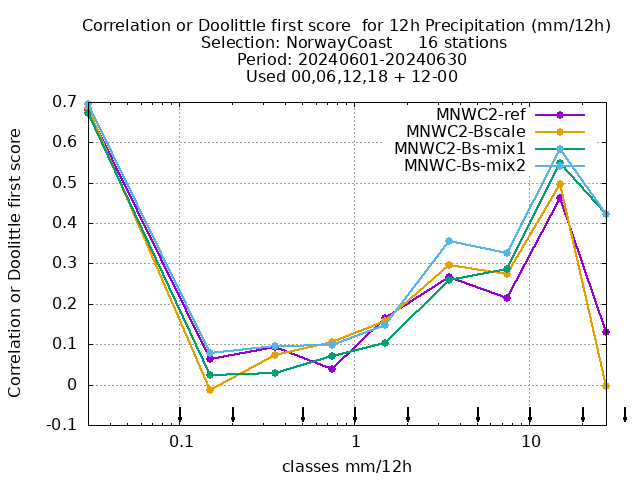 Correlation or Doolittle first score  for 12h Precipitation (mm/12h)
Selection: NorwayCoast     16 stations
Period: 20240601-20240630
Used 00,06,12,18 + 12-00
MNWC2-ref
MNWC2-Bscale
MNWC2-Bs-mix1
MNWC-Bs-mix2
Correlation or Doolittle first score
0.7
0.6
0.5
0.4
0.3
0.2
0.1
0
-0.1
0.1 1 10
classes mm/12h